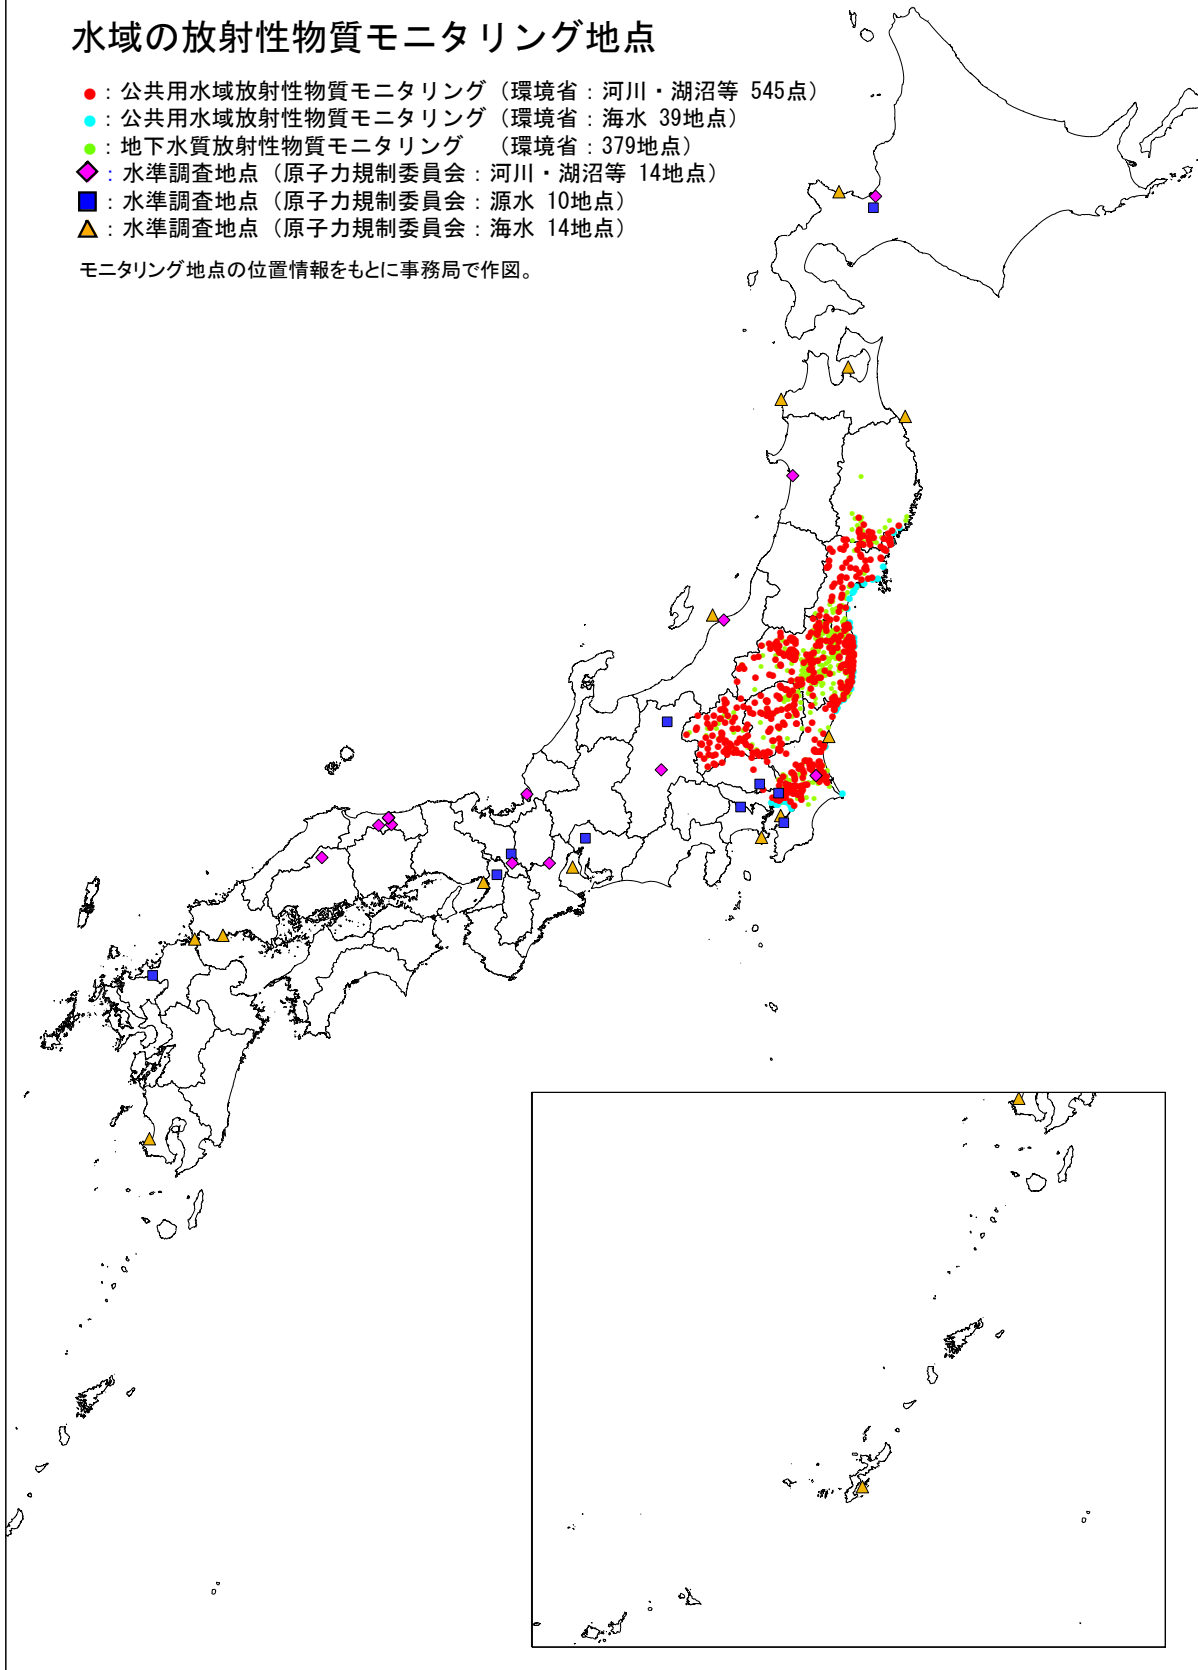 水域の放射性物質モニタリング地点
● : 公共用水域放射性物質モニタリング（環境省：河川・湖沼等 545点）
● : 公共用水域放射性物質モニタリング（環境省：海水 39地点）
● : 地下水質放射性物質モニタリング　（環境省：379地点）
◆ : 水準調査地点（原子力規制委員会：河川・湖沼等 14地点）
■ : 水準調査地点（原子力規制委員会：源水 10地点）
▲ : 水準調査地点（原子力規制委員会：海水 14地点）
モニタリング地点の位置情報をもとに事務局で作図。